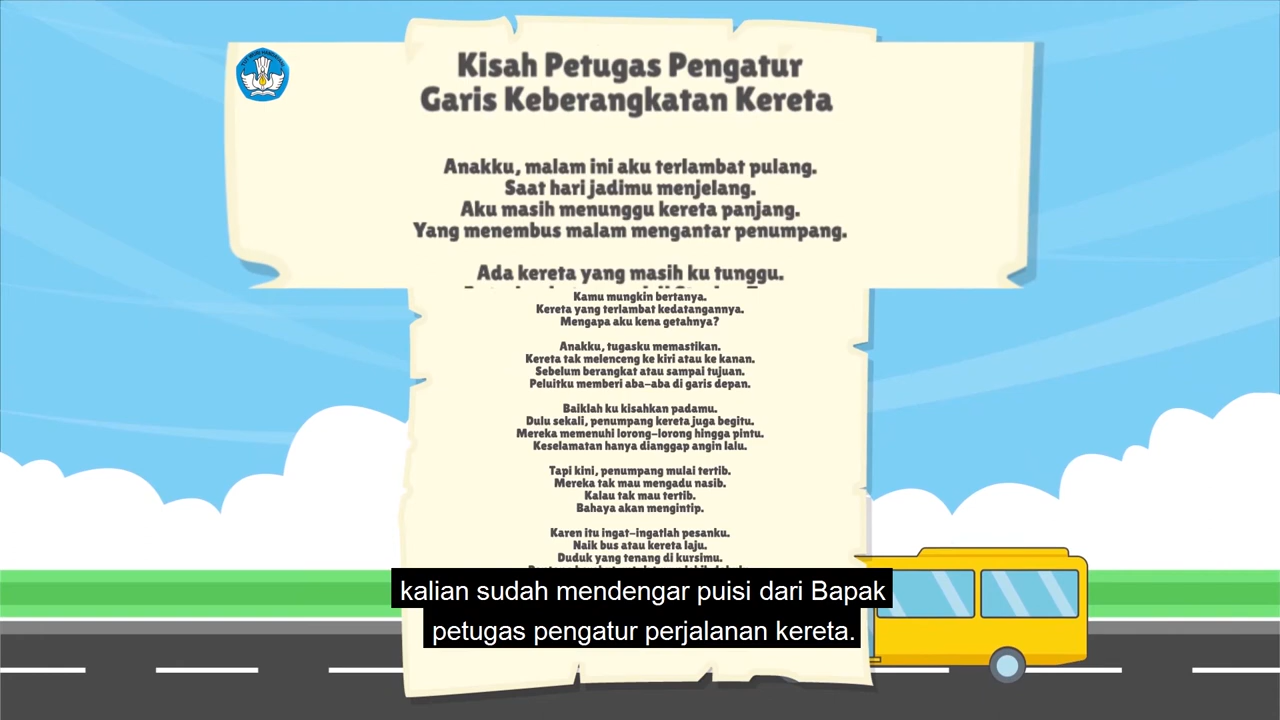 Kisah Petugas Pengatur
Garis Keberangkatan Kereta
Anakku, malam ini aku terlambat pulang.
Saat hari jadimu menjelang.
Aku masih menunggu kereta panjang.
Yang menembus malam mengantar penumpang.
Ada kereta yang masih ku tunggu.
Kamu mungkin bertanya.
Kereta yang terlambat kedatangannya.
Mengapa aku kena getahnya?
Anakku, tugasku memastikan.
Kereta tak melenceng ke kiri atau ke kanan.
Sebelum berangkat atau sampai tujuan.
Peluitku memberi aba-aba di garis depan.
Baiklah ku kisahkan padamu.
Dulu sekali, penumpang kereta juga begitu.
Mereka memenuhi lorong-lorong hingga pintu.
Keselamatan hanya dianggap angin lalu.
Tapi kini, penumpang mulai tertib.
Mereka tak mau mengadu nasib.
Kalau tak mau tertib.
Bahaya akan mengintip.
Karen itu ingat-ingatlah pesanku.
Naik bus atau kereta laju.
Duduk yang tenang di kursimu.
kalian sudah mendengar puisi dari Bapak
petugas pengatur perjalanan kereta.